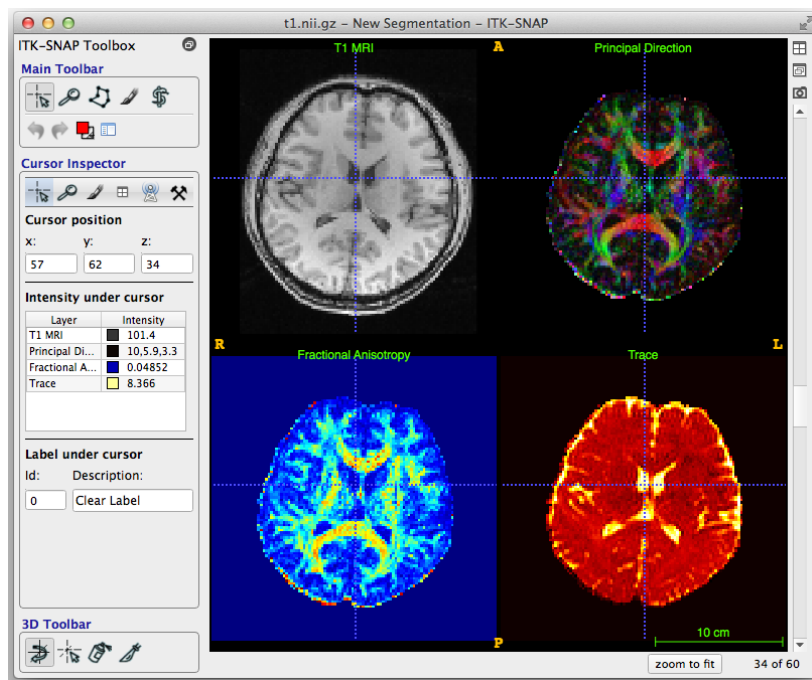 t1.nii.gz – New Segmentation – ITK-SNAP
ITK-SNAP Toolbox
Main Toolbar
Cursor Inspector
Cursor position
x: y: z:
57 62 34
Intensity under cursor
Layer Intensity
T1 MRI 101.4
Principal Di... 10,5.9,3.3
Fractional A... 0.04852
Trace 8.366
Label under cursor
Id: Description:
0 Clear Label
3D Toolbar
T1 MRI
A
Principal Direction
R
L
Fractional Anisotropy
Trace
P
10 cm
zoom to fit 34 of 60